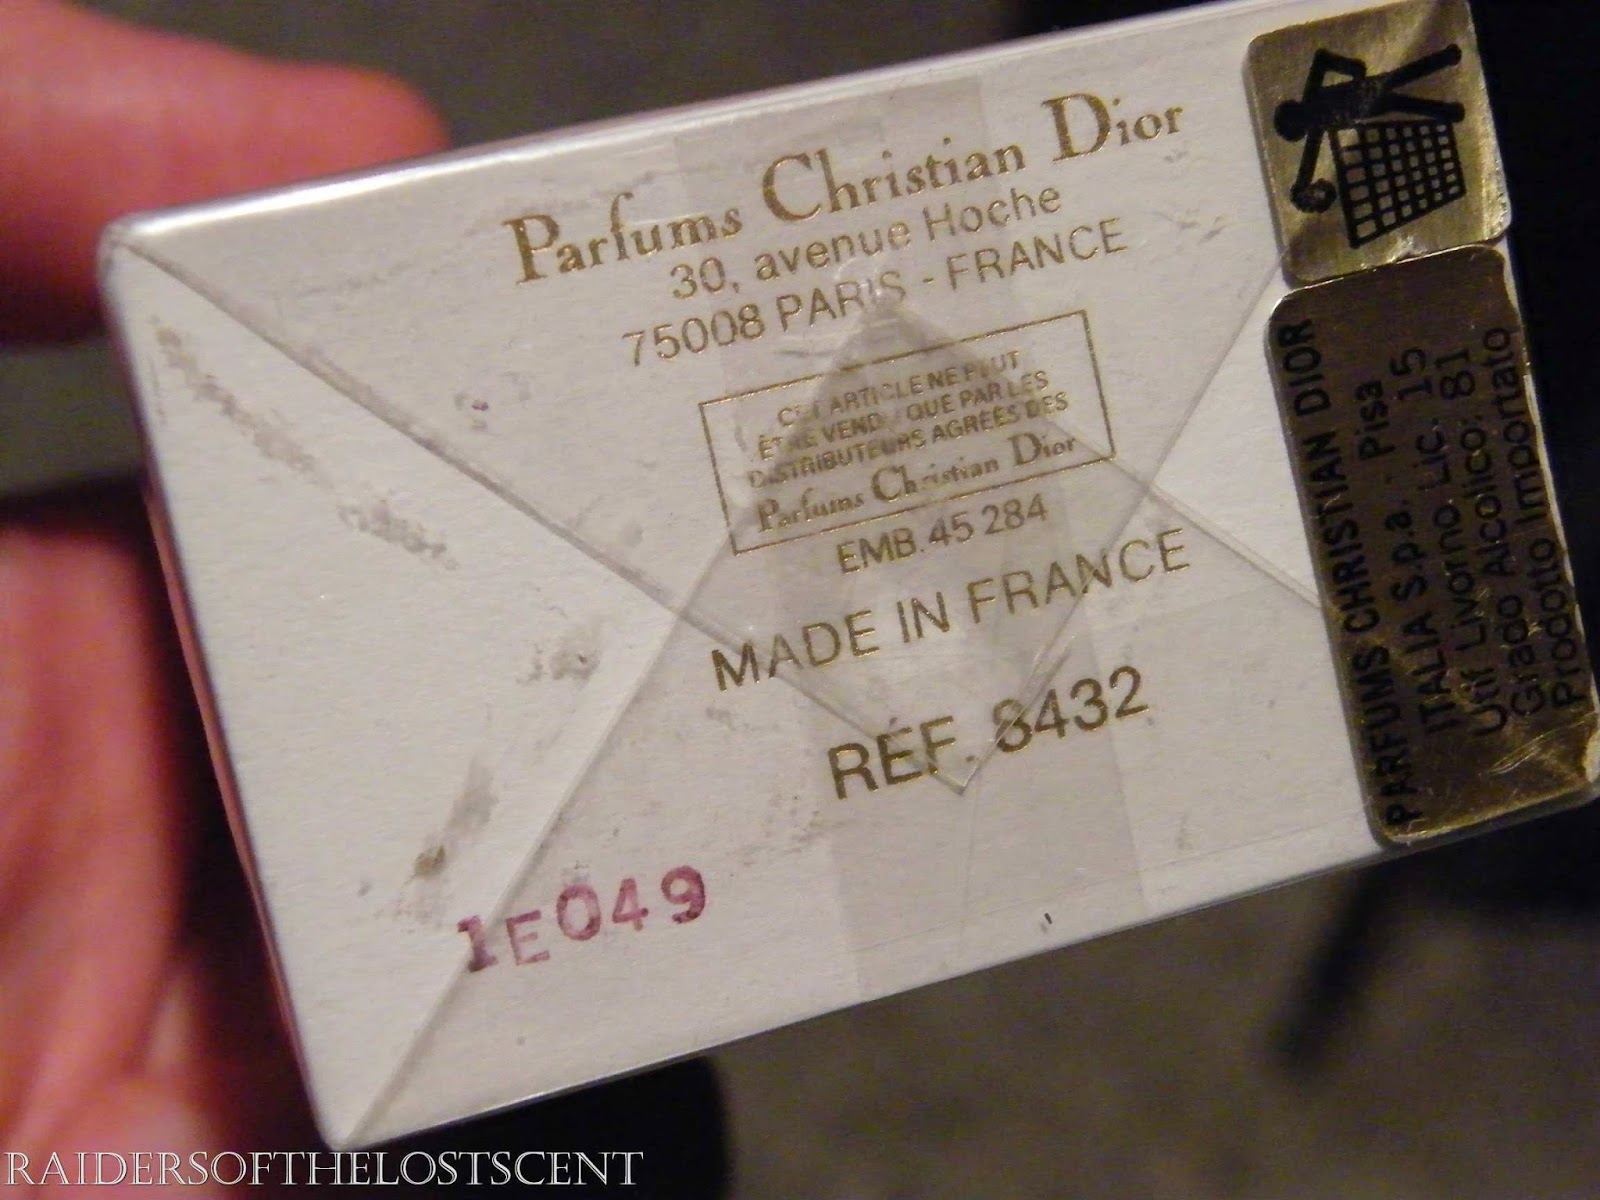 Parfums Christian Dior
30, avenue Hoche
75008 PARIS - FRANCE
CET ARTICLE NE PEUT
ÊTRE VENDU QUE PAR LES
DISTRIBUTEURS AGRÉÉS DES
Parfums Christian Dior
EMB. 45 284
MADE IN FRANCE
RÉF. 8432
1E049
PARFUMS CHRISTIAN DIOR
ITALIA S.p.a. - Pisa
Utif Livorno Lic. 15
Grado Alcolico: 81
Prodotto Importato
RAIDERSOFTHELOSTSCENT